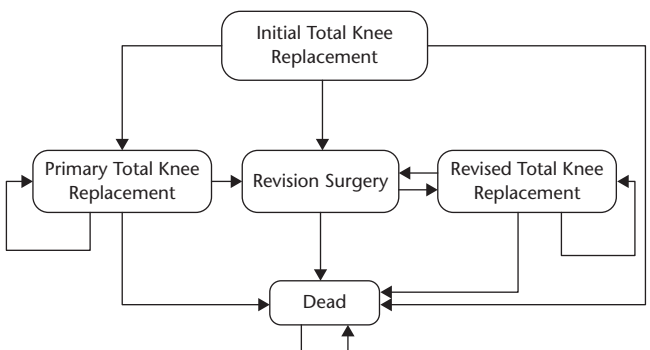 Initial Total Knee
Replacement
Primary Total Knee
Replacement
Revision Surgery
Revised Total Knee
Replacement
Dead